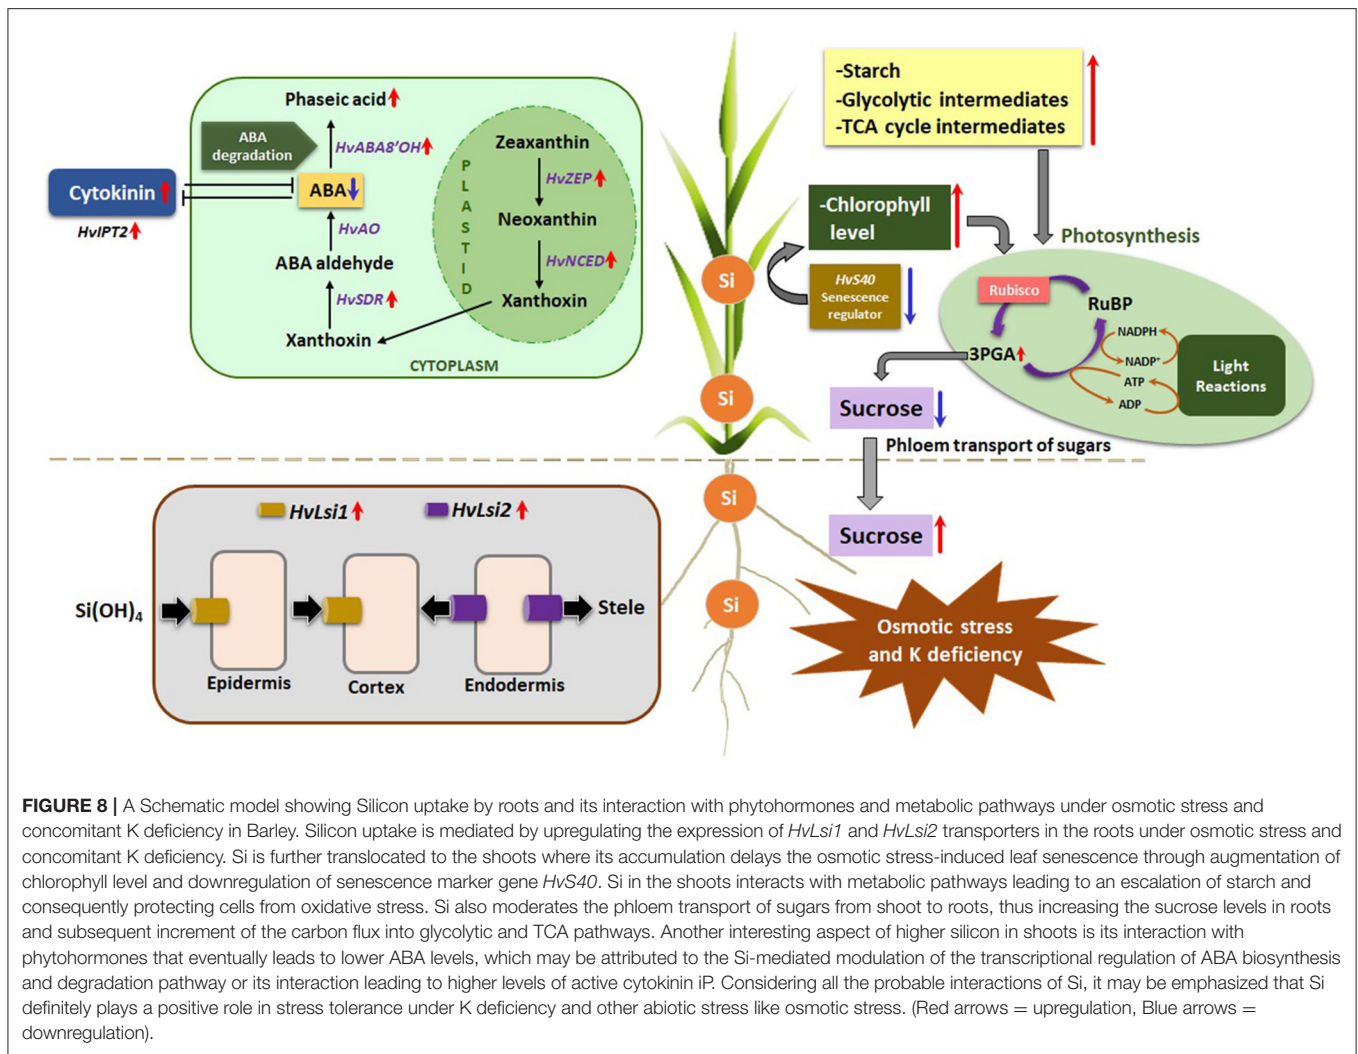 Phaseic acid
ABA
degradation
HvABA8'OH
Cytokinin
ABA
HvIPT2
HvAO
ABA aldehyde
HvSDR
Xanthoxin
CYTOPLASM
PLASTID
Zeaxanthin
HvZEP
Neoxanthin
HvNCED
Xanthoxin
-Starch
-Glycolytic intermediates
-TCA cycle intermediates
-Chlorophyll
level
HvS40
Senescence
regulator
Photosynthesis
Rubisco
RuBP
3PGA
NADPH
NADP⁺
ATP
ADP
Light
Reactions
Sucrose
Phloem transport of sugars
Sucrose
Si
Si
Si
Si
Osmotic stress
and K deficiency
HvLsi1
HvLsi2
Si(OH)₄
Stele
Epidermis
Cortex
Endodermis
FIGURE 8 | A Schematic model showing Silicon uptake by roots and its interaction with phytohormones and metabolic pathways under osmotic stress and
concomitant K deficiency in Barley. Silicon uptake is mediated by upregulating the expression of HvLsi1 and HvLsi2 transporters in the roots under osmotic stress and
concomitant K deficiency. Si is further translocated to the shoots where its accumulation delays the osmotic stress-induced leaf senescence through augmentation of
chlorophyll level and downregulation of senescence marker gene HvS40. Si in the shoots interacts with metabolic pathways leading to an escalation of starch and
consequently protecting cells from oxidative stress. Si also moderates the phloem transport of sugars from shoot to roots, thus increasing the sucrose levels in roots
and subsequent increment of the carbon flux into glycolytic and TCA pathways. Another interesting aspect of higher silicon in shoots is its interaction with
phytohormones that eventually leads to lower ABA levels, which may be attributed to the Si-mediated modulation of the transcriptional regulation of ABA biosynthesis
and degradation pathway or its interaction leading to higher levels of active cytokinin iP. Considering all the probable interactions of Si, it may be emphasized that Si
definitely plays a positive role in stress tolerance under K deficiency and other abiotic stress like osmotic stress. (Red arrows = upregulation, Blue arrows =
downregulation).